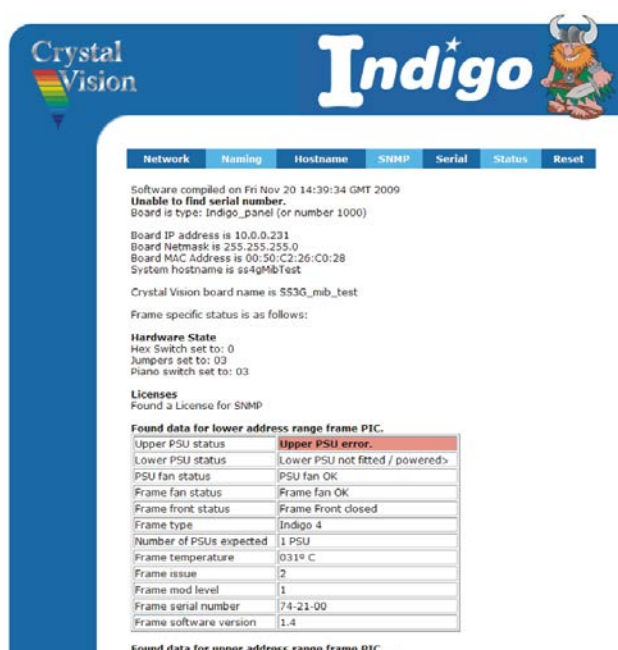 Crystal
Vision
Indigo
Network Naming Hostname SNMP Serial Status Reset
Software compiled on Fri Nov 20 14:39:34 GMT 2009
Unable to find serial number.
Board is type: Indigo_panel (or number 1000)
Board IP address is 10.0.0.231
Board Netmask is 255.255.255.0
Board MAC Address is 00:50:C2:26:C0:28
System hostname is ss4gMibTest
Crystal Vision board name is SS3G_mib_test
Frame specific status is as follows:
Hardware State
Hex Switch set to: 0
Jumpers set to: 03
Piano switch set to: 03
Licenses
Found a License for SNMP
Found data for lower address range frame PIC.
Upper PSU status Upper PSU error.
Lower PSU status Lower PSU not fitted / powered>
PSU fan status PSU fan OK
Frame fan status Frame fan OK
Frame front status Frame Front closed
Frame type Indigo 4
Number of PSUs expected 1 PSU
Frame temperature 031º C
Frame issue 2
Frame mod level 1
Frame serial number 74-21-00
Frame software version 1.4
Found data for upper address range frame PIC.